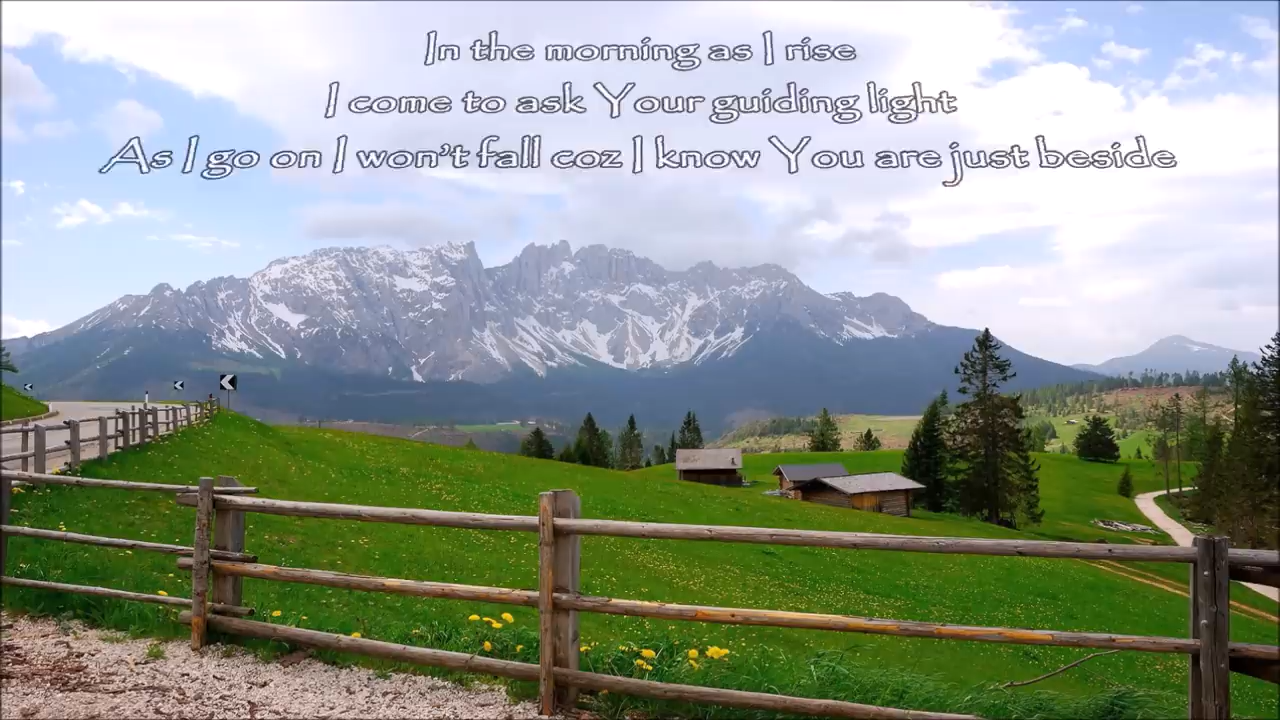 In the morning as I rise
I come to ask Your guiding light
As I go on I won't fall coz I know You are just beside